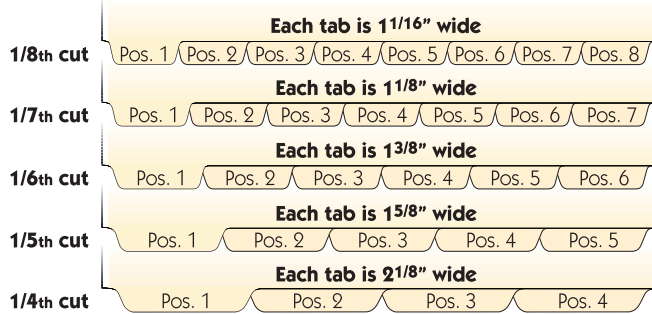 Each tab is 1 1/16” wide
1/8th cut Pos. 1 Pos. 2 Pos. 3 Pos. 4 Pos. 5 Pos. 6 Pos. 7 Pos. 8
Each tab is 1 1/8” wide
1/7th cut Pos. 1 Pos. 2 Pos. 3 Pos. 4 Pos. 5 Pos. 6 Pos. 7
Each tab is 1 3/8” wide
1/6th cut Pos. 1 Pos. 2 Pos. 3 Pos. 4 Pos. 5 Pos. 6
Each tab is 1 5/8” wide
1/5th cut Pos. 1 Pos. 2 Pos. 3 Pos. 4 Pos. 5
Each tab is 2 1/8” wide
1/4th cut Pos. 1 Pos. 2 Pos. 3 Pos. 4